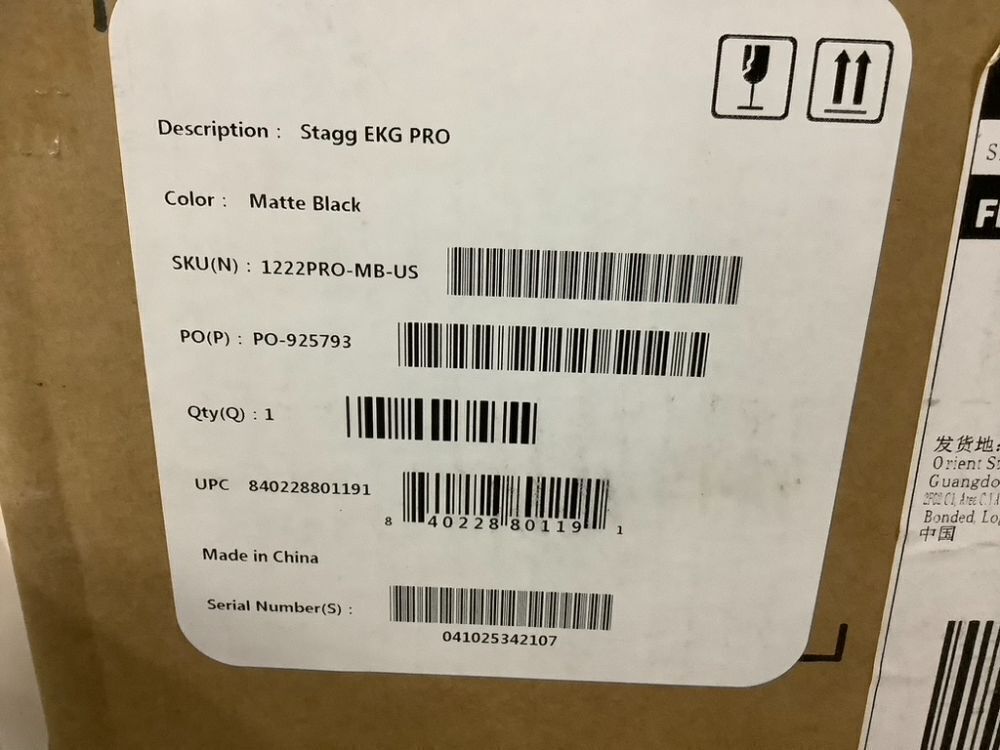 Description : Stagg EKG PRO
Color : Matte Black
SKU(N) : 1222PRO-MB-US
PO(P) : PO-925793
Qty(Q) : 1
UPC 840228801191
8 40228 80119 1
Made in China
Serial Number(S) :
041025342107
发货地:
Orient
Guangdo
Bonded
中国